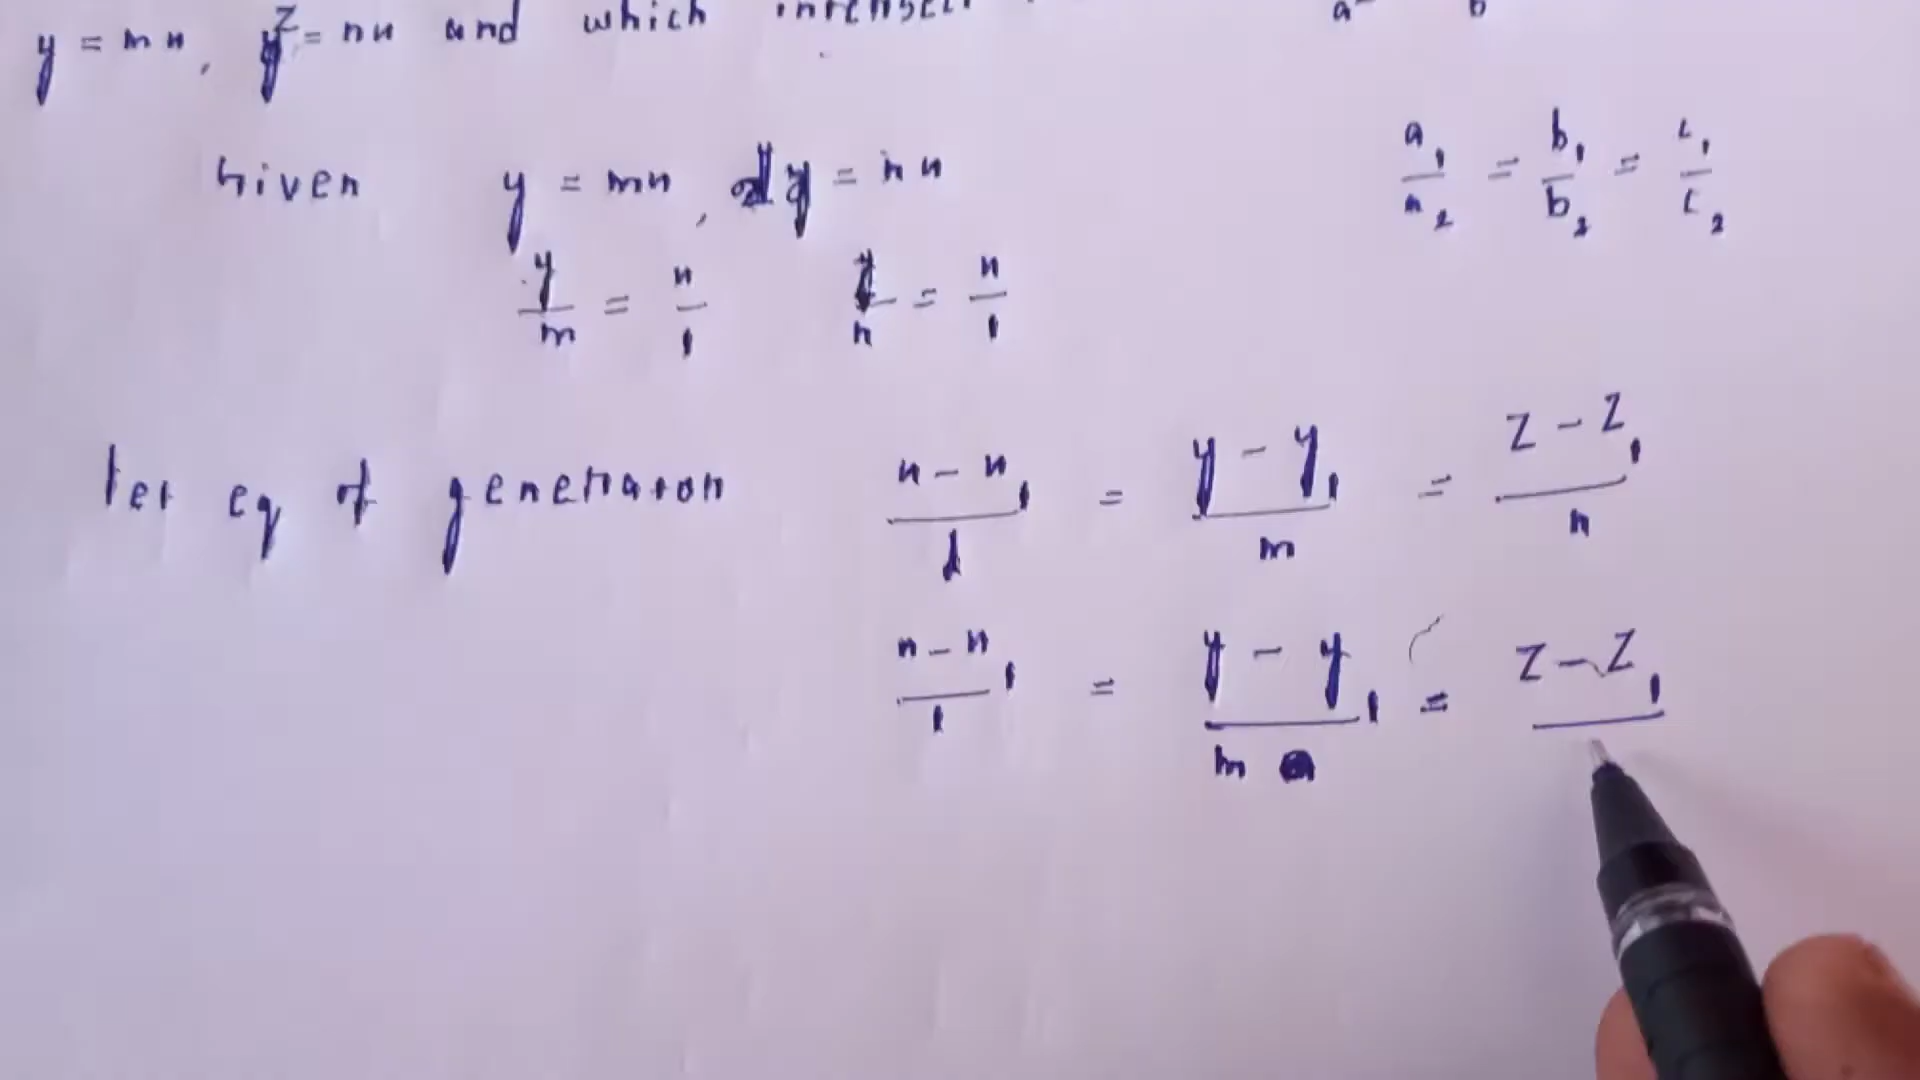 y = mx, z = nx and which intersect
Given y = mx, z = nx
a₁/a₂ = b₁/b₂ = c₁/c₂
y/m = x/1 z/n = x/1
let eq of generator x - x₁/l = y - y₁/m = z - z₁/n
x - x₁/1 = y - y₁/m = z - z₁/